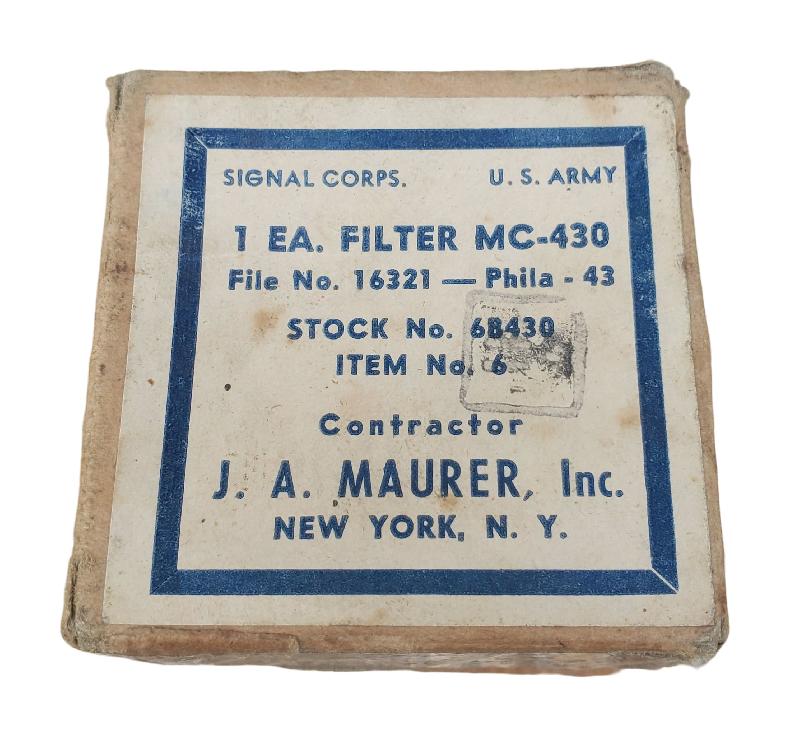 SIGNAL CORPS. U. S. ARMY
1 EA. FILTER MC-430
File No. 16321 — Phila - 43
STOCK No. 6B430
ITEM No. 6
Contractor
J. A. MAURER, Inc.
NEW YORK, N. Y.